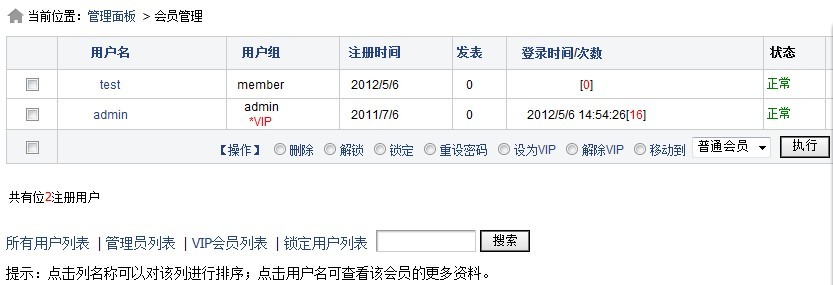 当前位置：管理面板 > 会员管理
用户名 用户组 注册时间 发表 登录时间/次数 状态
test member 2012/5/6 0 [0] 正常
admin admin 2011/7/6 0 2012/5/6 14:54:26[16] 正常
*VIP
【操作】 删除 解锁 锁定 重设密码 设为VIP 解除VIP 移动到 普通会员 执行
共有位2注册用户
所有用户列表 | 管理员列表 | VIP会员列表 | 锁定用户列表 搜索
提示：点击列名称可以对该列进行排序；点击用户名可查看该会员的更多资料。